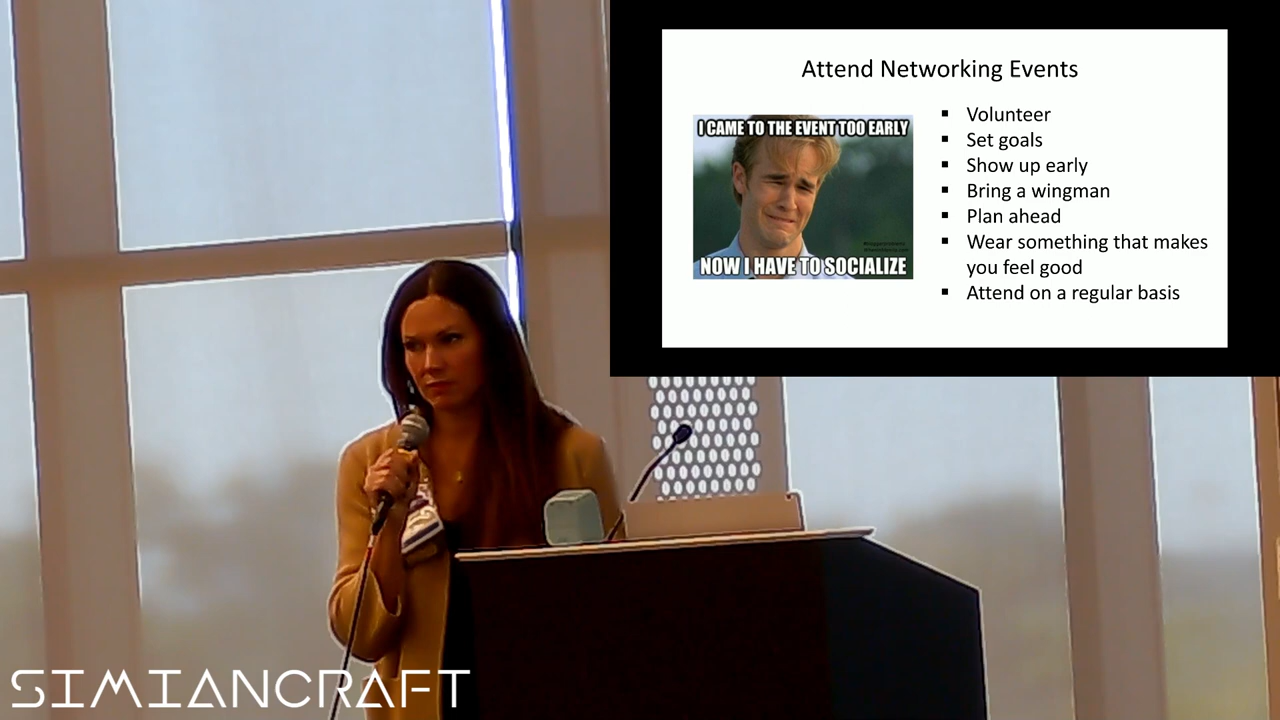 Attend Networking Events
I CAME TO THE EVENT TOO EARLY
NOW I HAVE TO SOCIALIZE
▪ Volunteer
▪ Set goals
▪ Show up early
▪ Bring a wingman
▪ Plan ahead
▪ Wear something that makes
you feel good
▪ Attend on a regular basis
SIMIANCRAFT